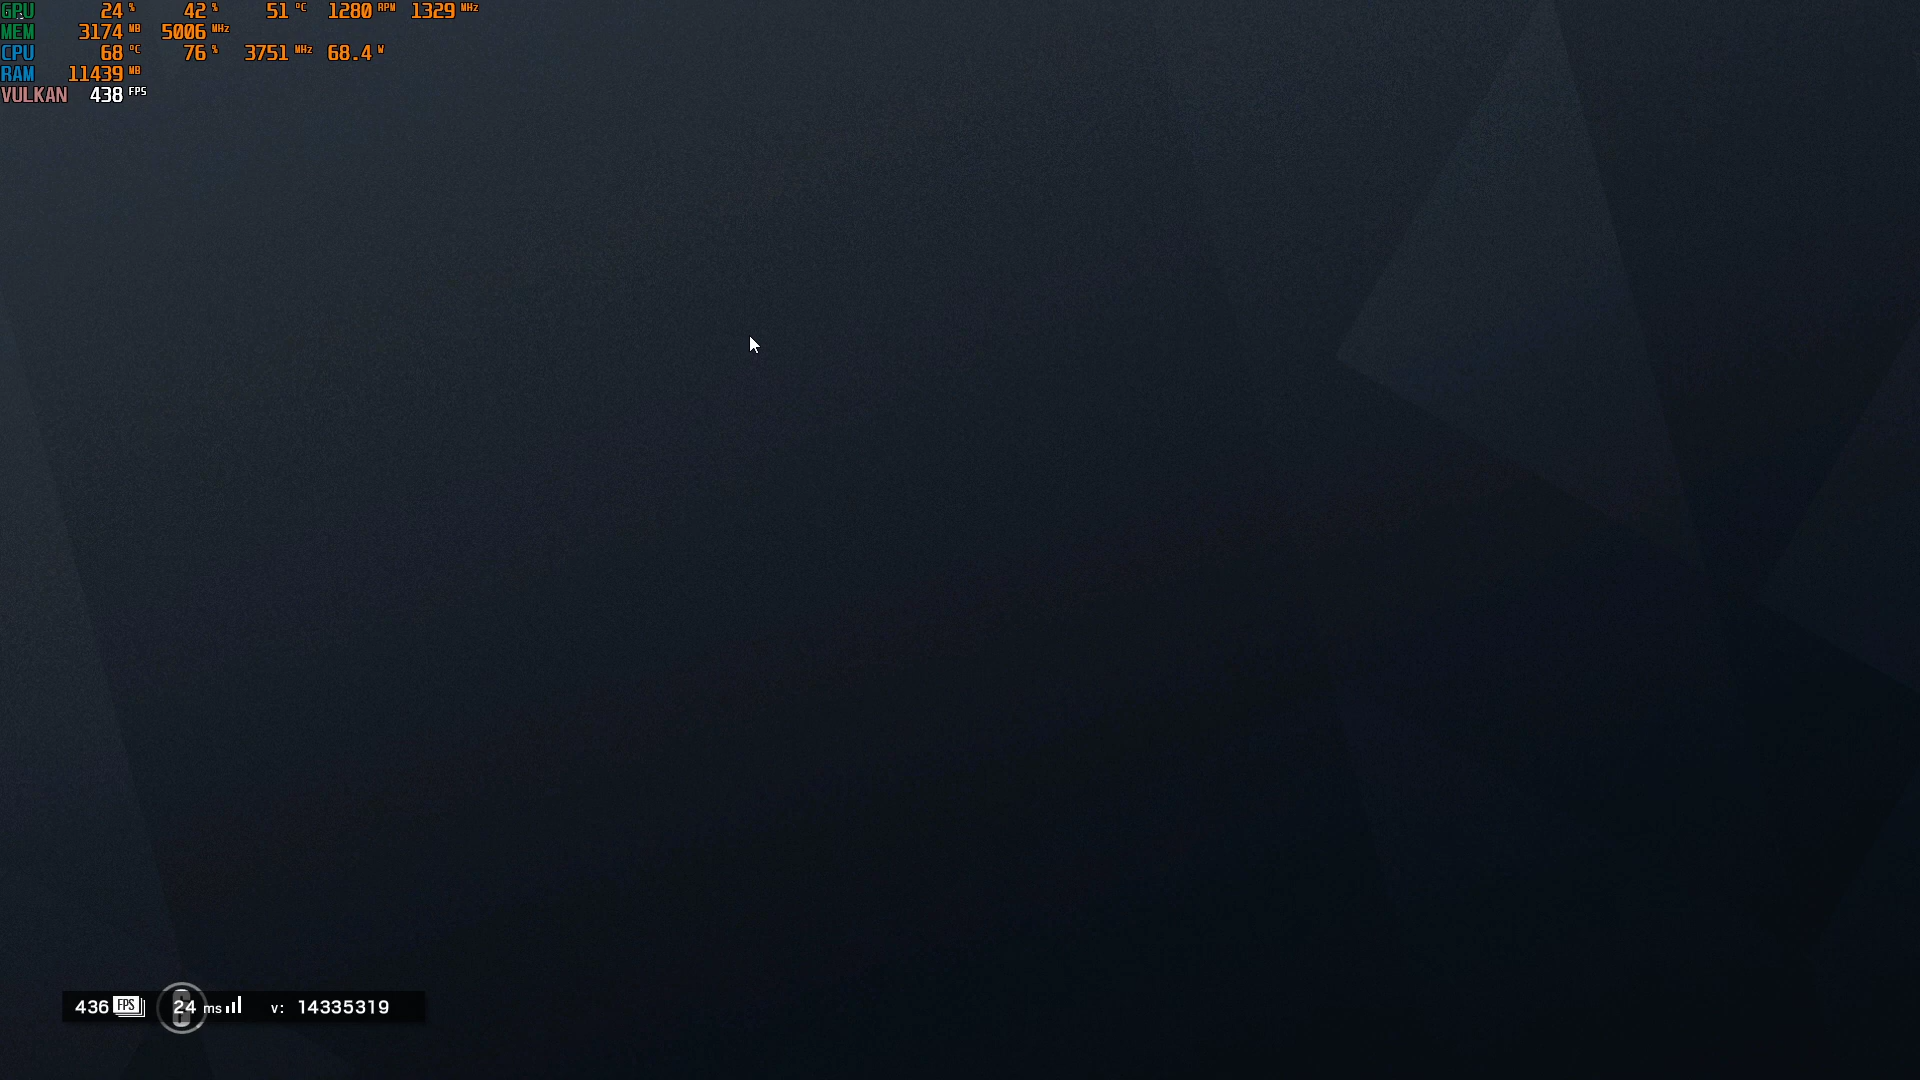 GPU 24 % 42 % 51 °C 1280 RPM 1329 MHz
MEM 3174 MB 5006 MHz
CPU 68 °C 76 % 3751 MHz 68.4 W
RAM 11439 MB
VULKAN 438 FPS
436 FPS 24 ms v: 14335319